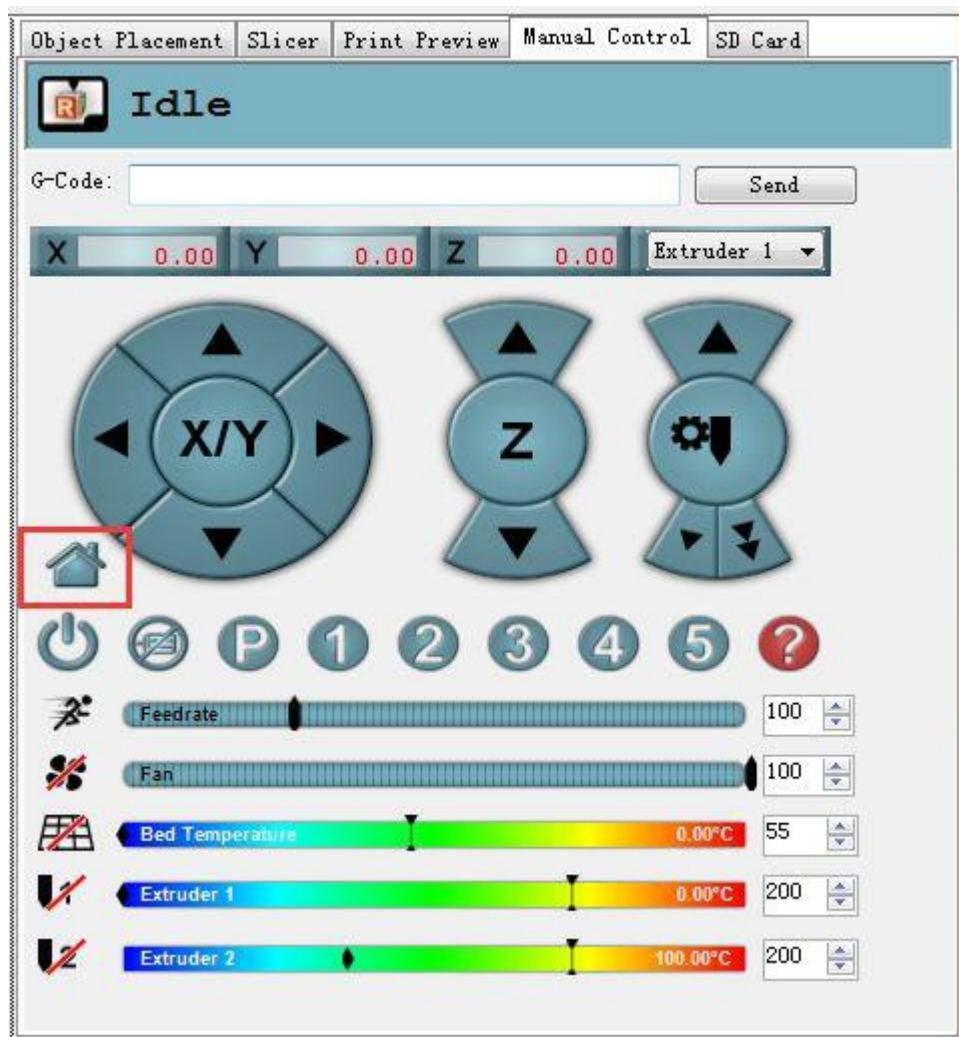 Object Placement Slicer Print Preview Manual Control SD Card
R Idle
G-Code: Send
X 0.00 Y 0.00 Z 0.00 Extruder 1
X/Y Z
P 1 2 3 4 5 ?
Feedrate 100
Fan 100
Bed Temperature 0.00°C 55
1 Extruder 1 0.00°C 200
2 Extruder 2 100.00°C 200